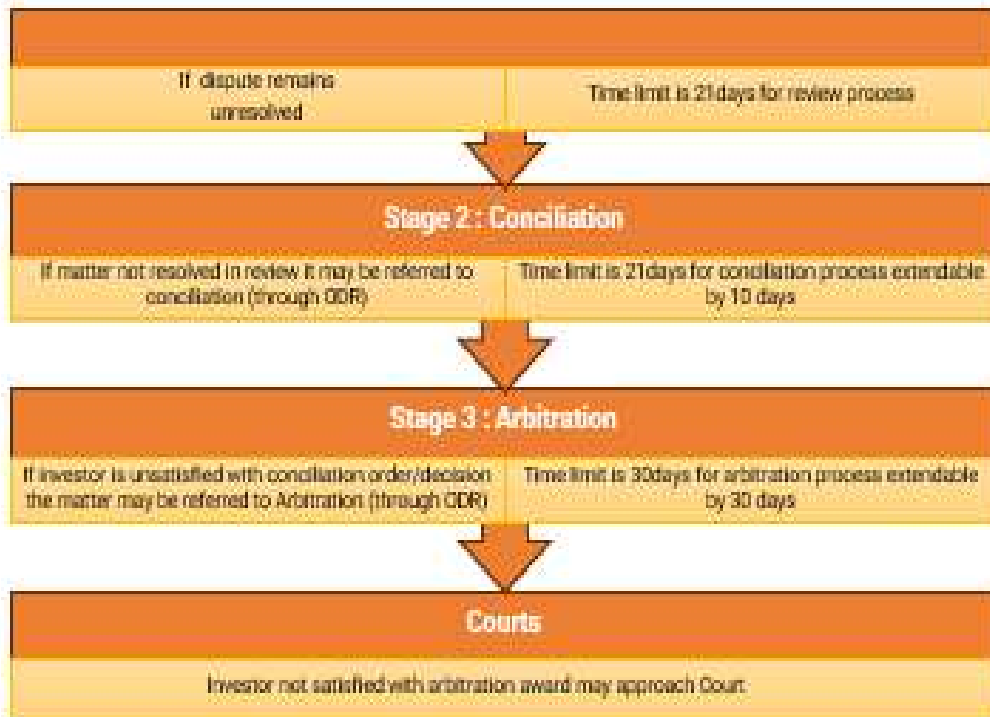 If dispute remains
unresolved
Time limit is 21days for review process
Stage 2 : Conciliation
If matter not resolved in review it may be referred to
conciliation (through ODR)
Time limit is 21days for conciliation process extendable
by 10 days
Stage 3 : Arbitration
If investor is unsatisfied with conciliation order/decision
the matter may be referred to Arbitration (through ODR)
Time limit is 30days for arbitration process extendable
by 30 days
Courts
Investor not satisfied with arbitration award may approach Court